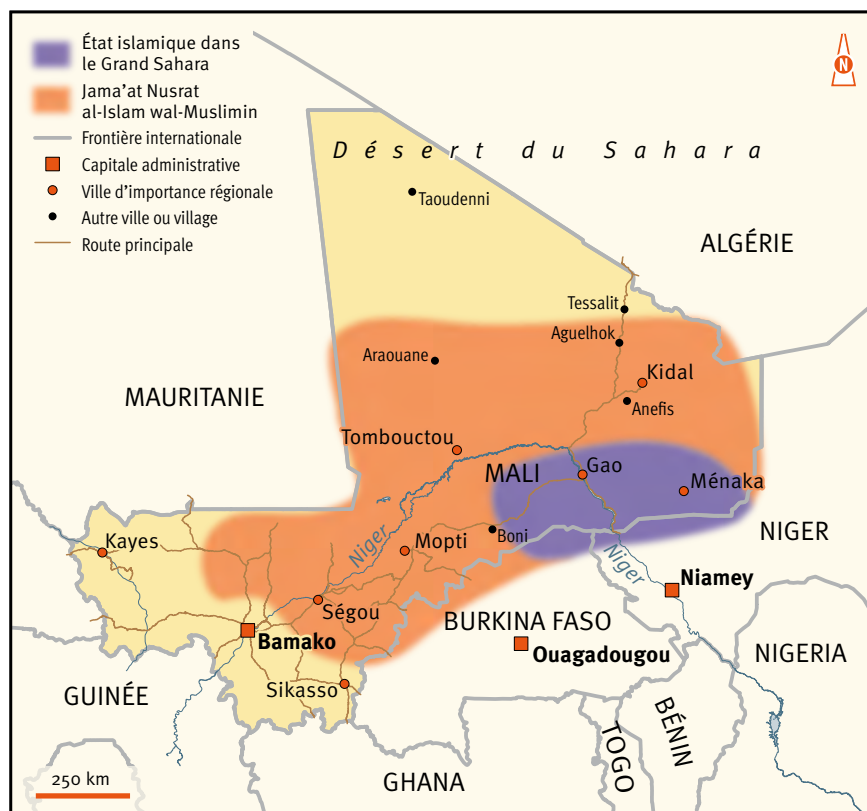 État islamique dans
le Grand Sahara
Jama'at Nusrat
al-Islam wal-Muslimin
Frontière internationale
Capitale administrative
Ville d'importance régionale
Autre ville ou village
Route principale
N
Désert du Sahara
Taoudenni
ALGÉRIE
Tessalit
Aguelhok
Araouane
Kidal
MAURITANIE
Anefis
Tombouctou
MALI
Gao
Ménaka
Niger
Boni
NIGER
Kayes
Mopti
Niger
Niamey
Ségou
BURKINA FASO
Bamako
Ouagadougou
NIGERIA
GUINÉE
Sikasso
BÉNIN
TOGO
250 km
GHANA